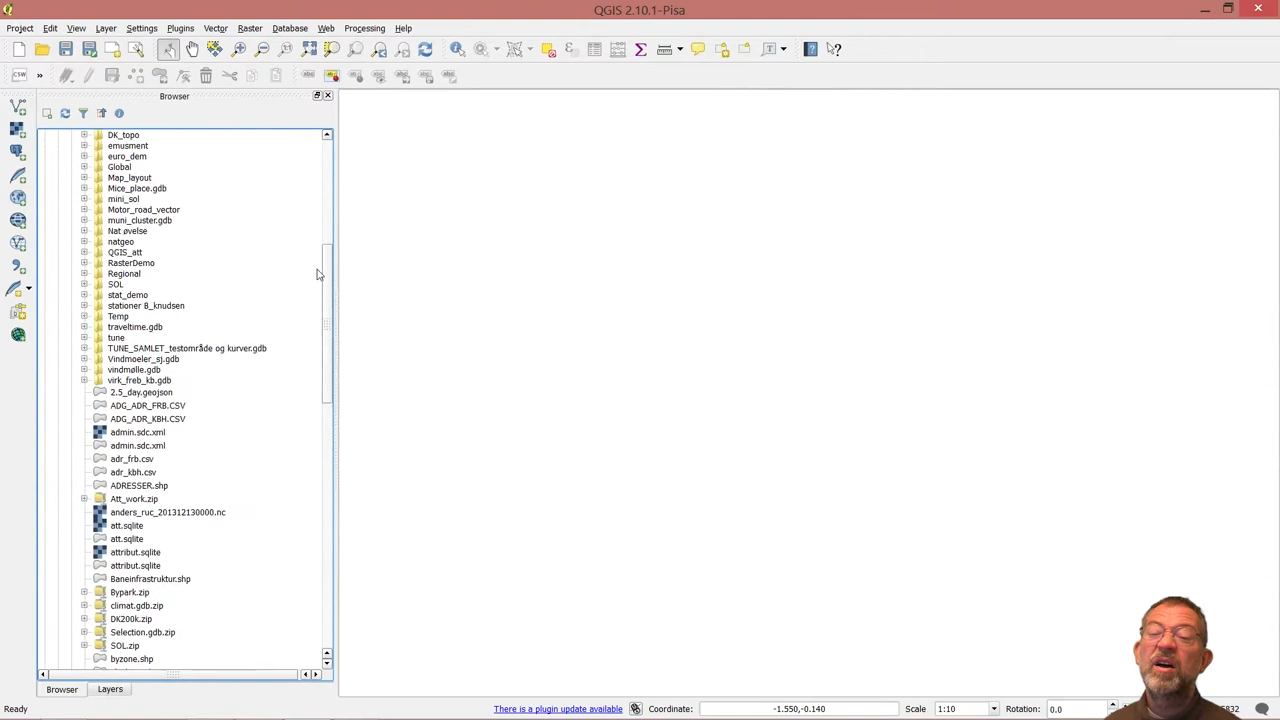 QGIS 2.10.1-Pisa
Project Edit View Layer Settings Plugins Vector Raster Database Web Processing Help
CSW
Browser
DK_topo
emusment
euro_dem
Global
Map_layout
Mice_place.gdb
mini_sol
Motor_road_vector
muni_cluster.gdb
Nat øvelse
natgeo
QGIS_att
RasterDemo
Regional
SOL
stat_demo
stationer B_knudsen
Temp
traveltime.gdb
tune
TUNE_SAMLET_testområde og kurver.gdb
Vindmoeler_sj.gdb
vindmølle.gdb
virk_freb_kb.gdb
2.5_day.geojson
ADG_ADR_FRB.CSV
ADG_ADR_KBH.CSV
admin.sdc.xml
admin.sdc.xml
adr_frb.csv
adr_kbh.csv
ADRESSER.shp
Att_work.zip
anders_ruc_201312130000.nc
att.sqlite
att.sqlite
attribut.sqlite
attribut.sqlite
Baneinfrastruktur.shp
Bypark.zip
climat.gdb.zip
DK200k.zip
Selection.gdb.zip
SOL.zip
byzone.shp
Browser Layers
Ready There is a plugin update available Coordinate: -1.550,-0.140 Scale 1:10 Rotation: 0.0 5832